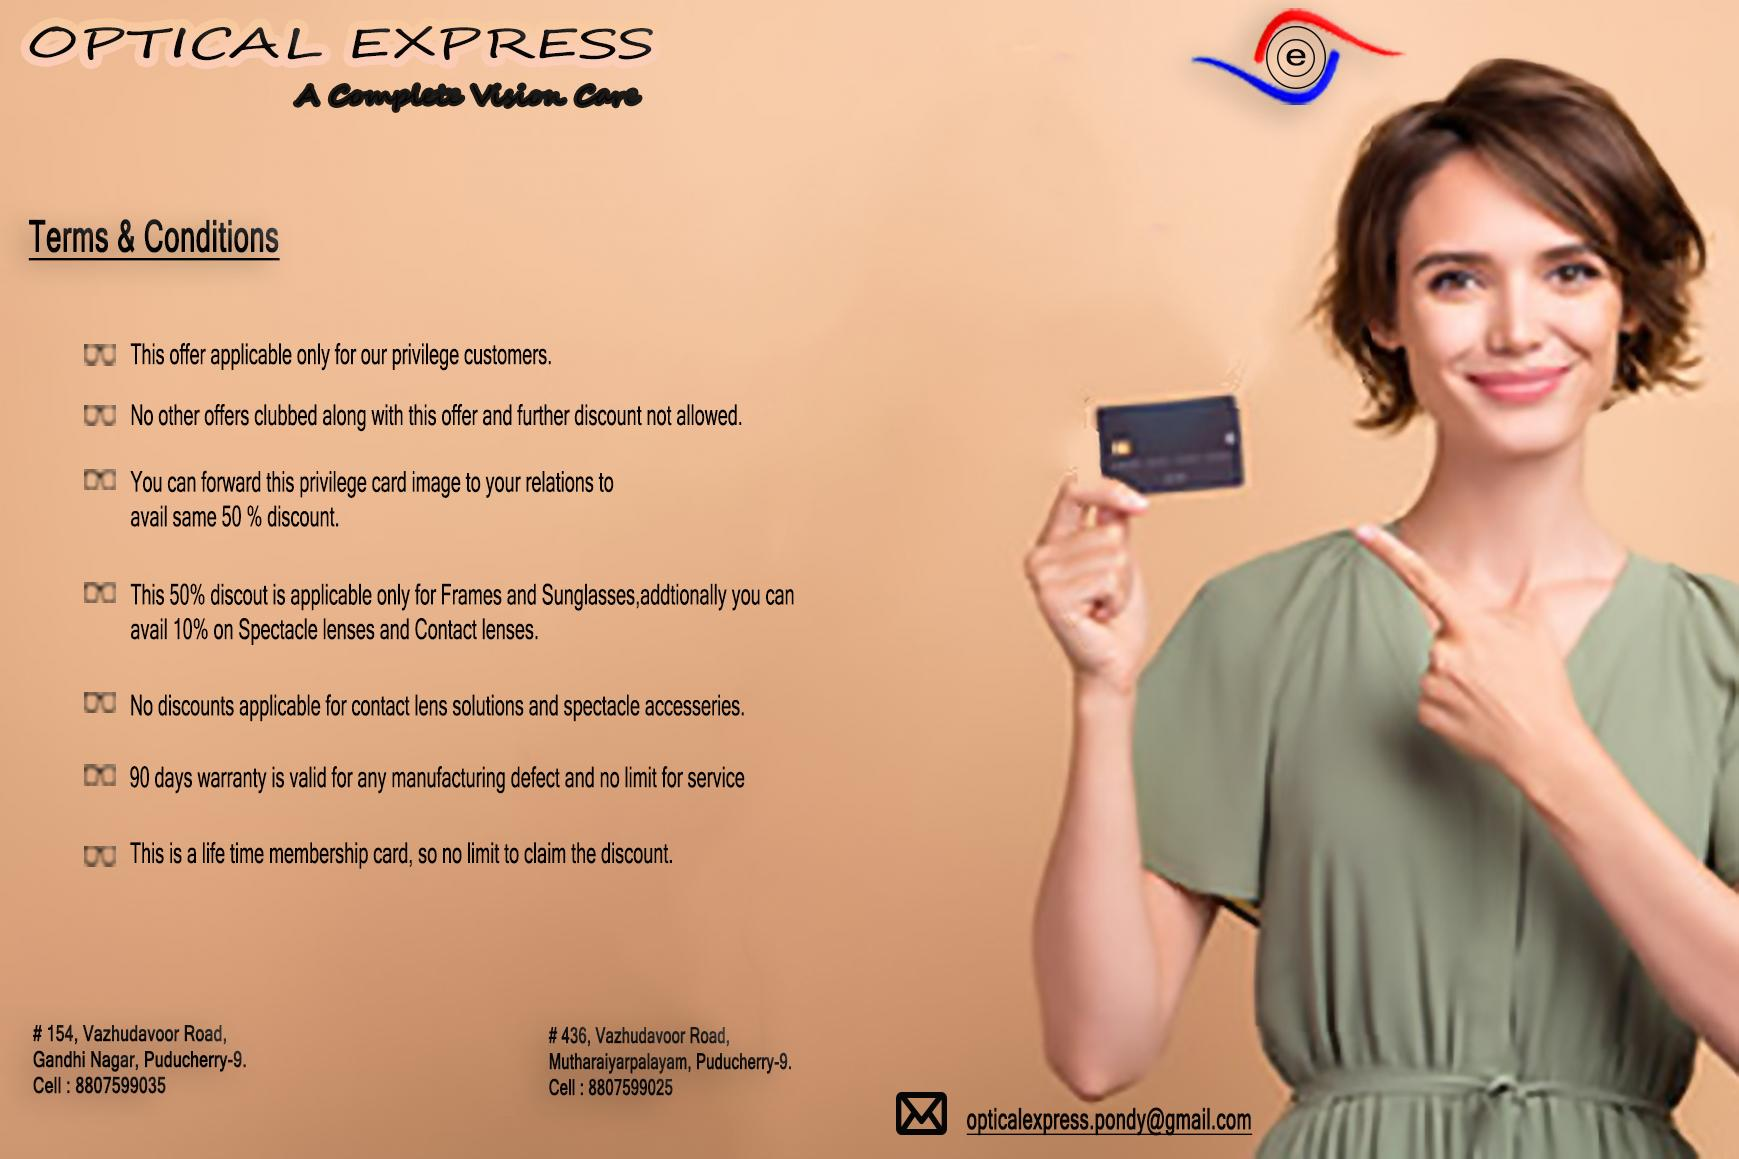 OPTICAL EXPRESS
A Complete Vision Care
e
Terms & Conditions
This offer applicable only for our privilege customers.
No other offers clubbed along with this offer and further discount not allowed.
You can forward this privilege card image to your relations to
avail same 50 % discount.
This 50% discout is applicable only for Frames and Sunglasses,addtionally you can
avail 10% on Spectacle lenses and Contact lenses.
No discounts applicable for contact lens solutions and spectacle accesseries.
90 days warranty is valid for any manufacturing defect and no limit for service
This is a life time membership card, so no limit to claim the discount.
# 154, Vazhudavoor Road,
Gandhi Nagar, Puducherry-9.
Cell : 8807599035
# 436, Vazhudavoor Road,
Mutharaiyarpalayam, Puducherry-9.
Cell : 8807599025
opticalexpress.pondy@gmail.com